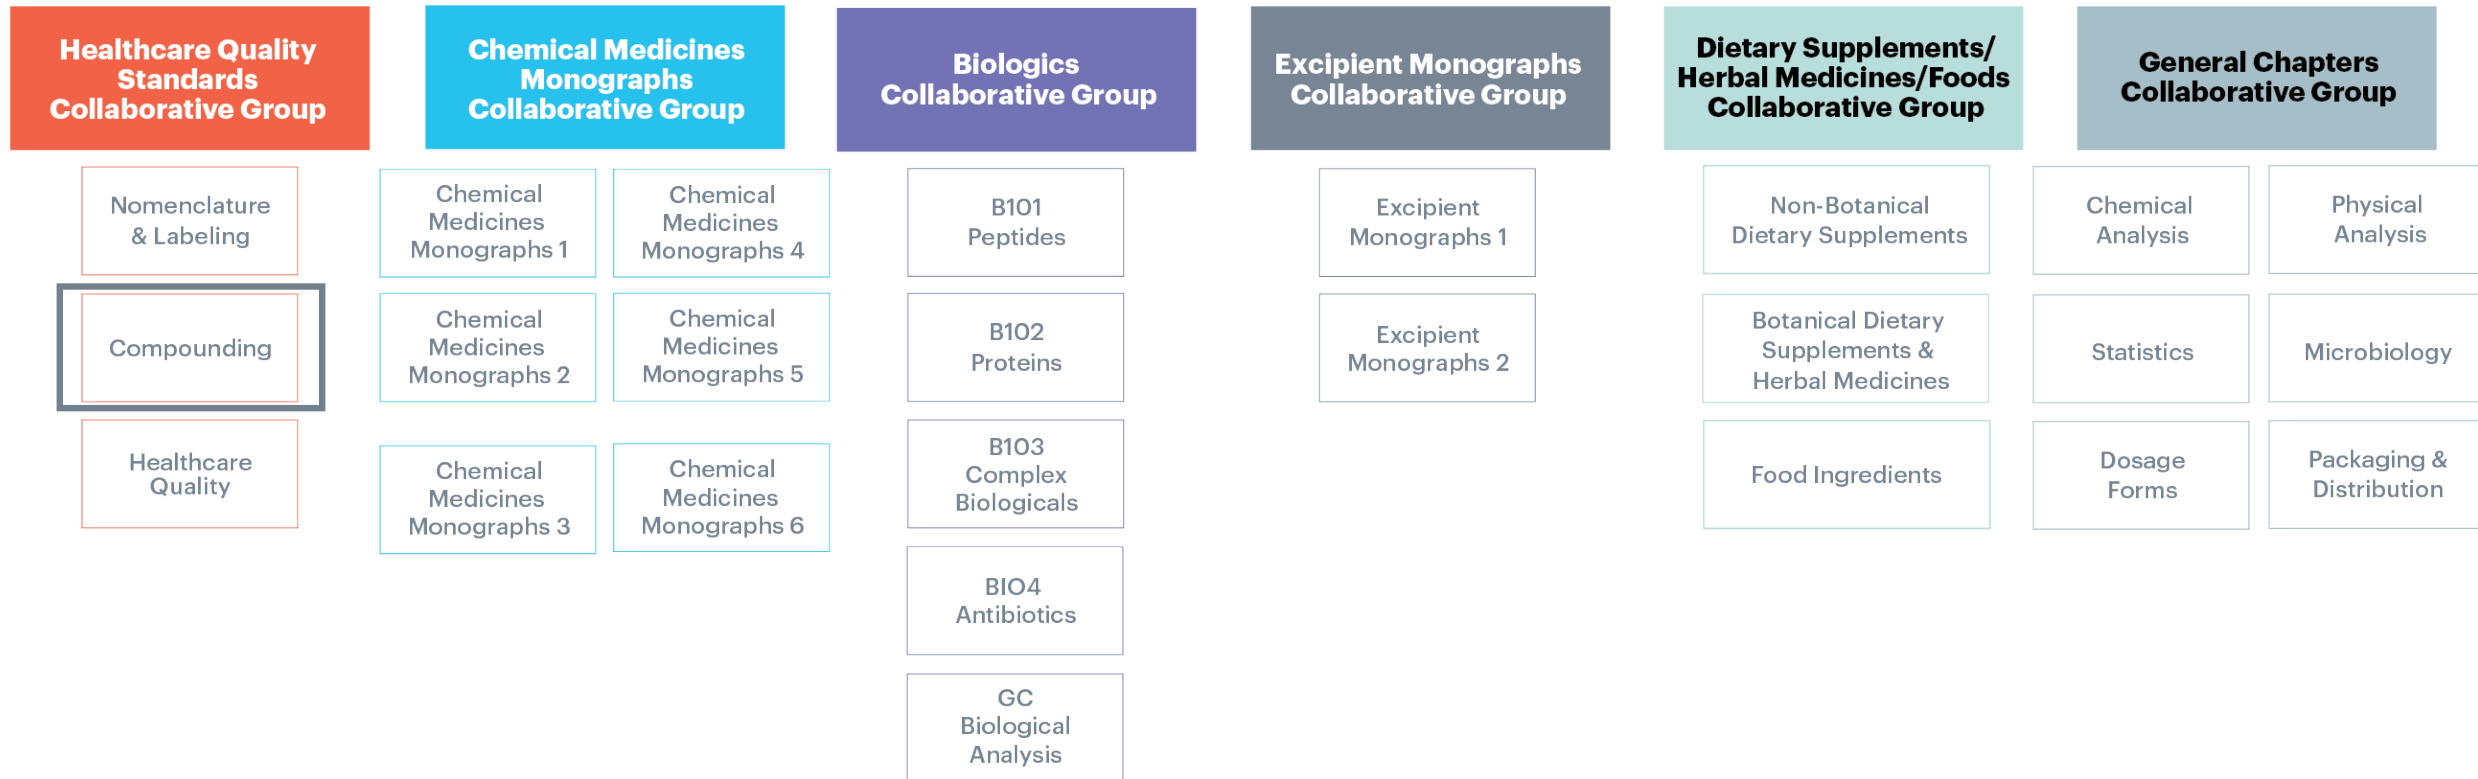 Healthcare Quality
Standards
Collaborative Group
Nomenclature
& Labeling
Compounding
Healthcare
Quality
Chemical Medicines
Monographs
Collaborative Group
Chemical
Medicines
Monographs 1
Chemical
Medicines
Monographs 4
Chemical
Medicines
Monographs 2
Chemical
Medicines
Monographs 5
Chemical
Medicines
Monographs 3
Chemical
Medicines
Monographs 6
Biologics
Collaborative Group
B101
Peptides
B102
Proteins
B103
Complex
Biologicals
BIO4
Antibiotics
GC
Biological
Analysis
Excipient Monographs
Collaborative Group
Excipient
Monographs 1
Excipient
Monographs 2
Dietary Supplements/
Herbal Medicines/Foods
Collaborative Group
Non-Botanical
Dietary Supplements
Botanical Dietary
Supplements &
Herbal Medicines
Food Ingredients
General Chapters
Collaborative Group
Chemical
Analysis
Physical
Analysis
Statistics
Microbiology
Dosage
Forms
Packaging &
Distribution